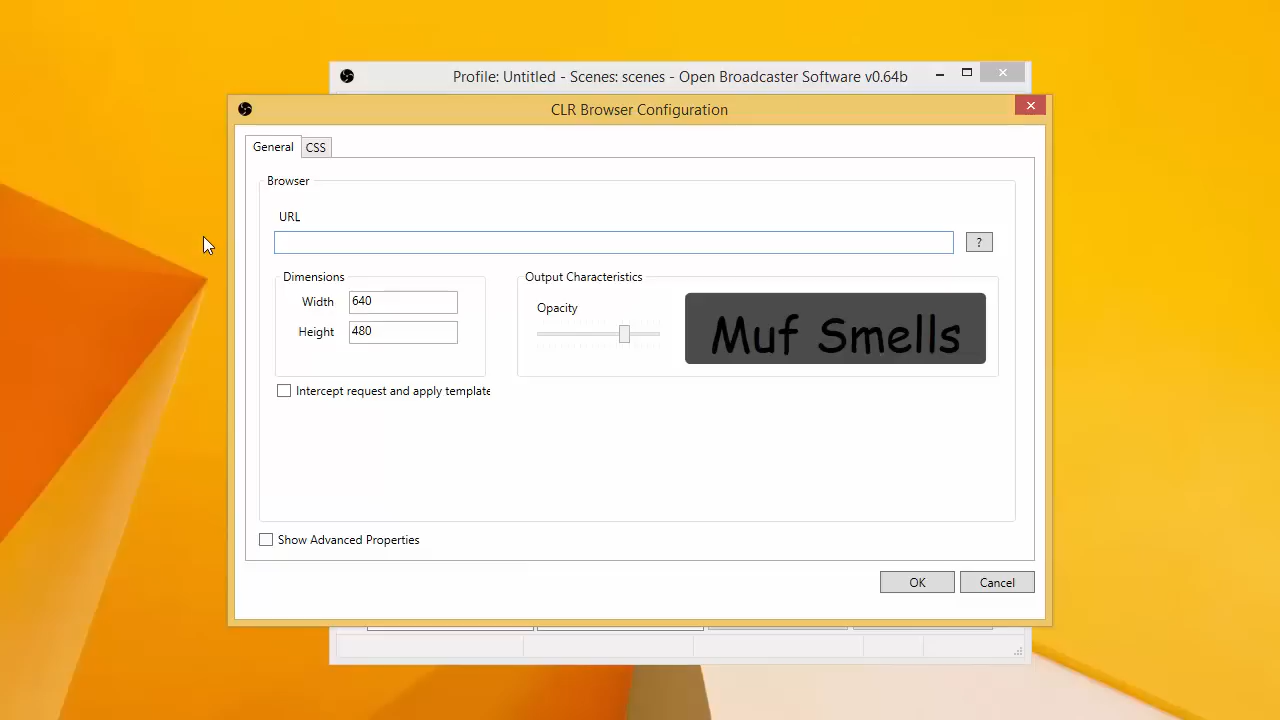 Profile: Untitled - Scenes: scenes - Open Broadcaster Software v0.64b
CLR Browser Configuration
General
CSS
Browser
URL
?
Dimensions
Output Characteristics
Width
640
Opacity
Height
480
Muf Smells
Intercept request and apply template
Show Advanced Properties
OK
Cancel